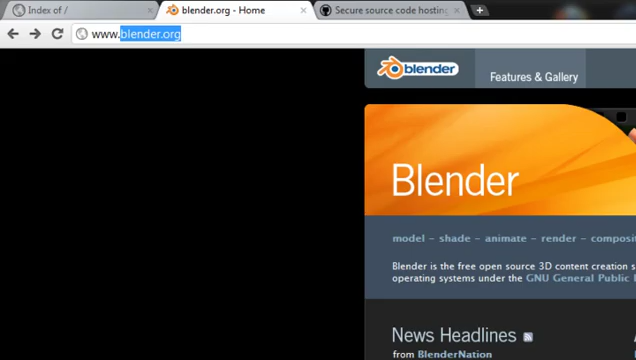 Index of /
blender.org - Home
Secure source code hosting
www.blender.org
blender
Features & Gallery
Blender
model – shade – animate – render –
Blender is the free open source 3D content creation
operating systems under the GNU General Public
News Headlines
from BlenderNation